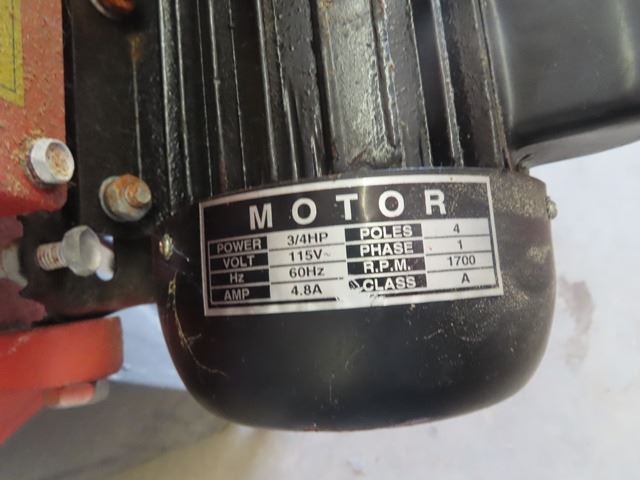 MOTOR
POWER 3/4HP POLES 4
VOLT 115V~ PHASE 1
Hz 60Hz R.P.M. 1700
AMP 4.8A CLASS A